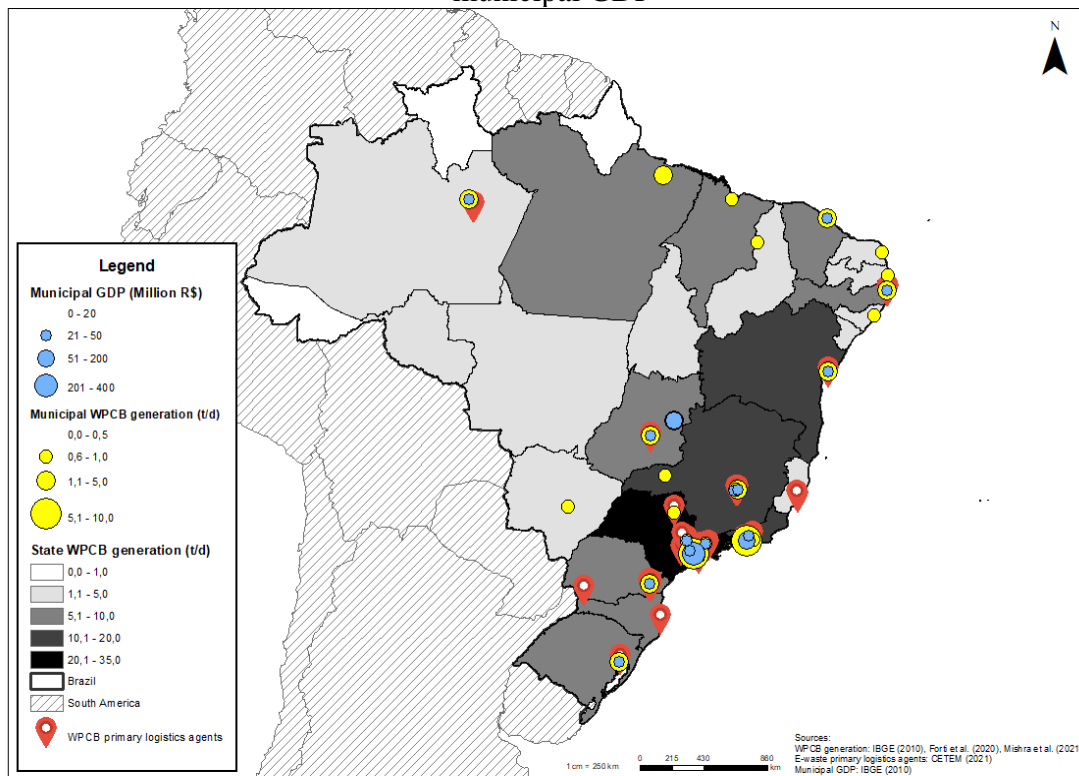 municipal GDP
N
Legend
Municipal GDP (Million R$)
0 - 20
21 - 50
51 - 200
201 - 400
Municipal WPCB generation (t/d)
0,0 - 0,5
0,6 - 1,0
1,1 - 5,0
5,1 - 10,0
State WPCB generation (t/d)
0,0 - 1,0
1,1 - 5,0
5,1 - 10,0
10,1 - 20,0
20,1 - 35,0
Brazil
South America
WPCB primary logistics agents
1 cm = 250 km
0 215 430 860
km
Sources:
WPCB generation: IBGE (2010), Forti et al. (2020), Mishra et al. (2021
E-waste primary logistics agents: CETEM (2021)
Municipal GDP: IBGE (2010)